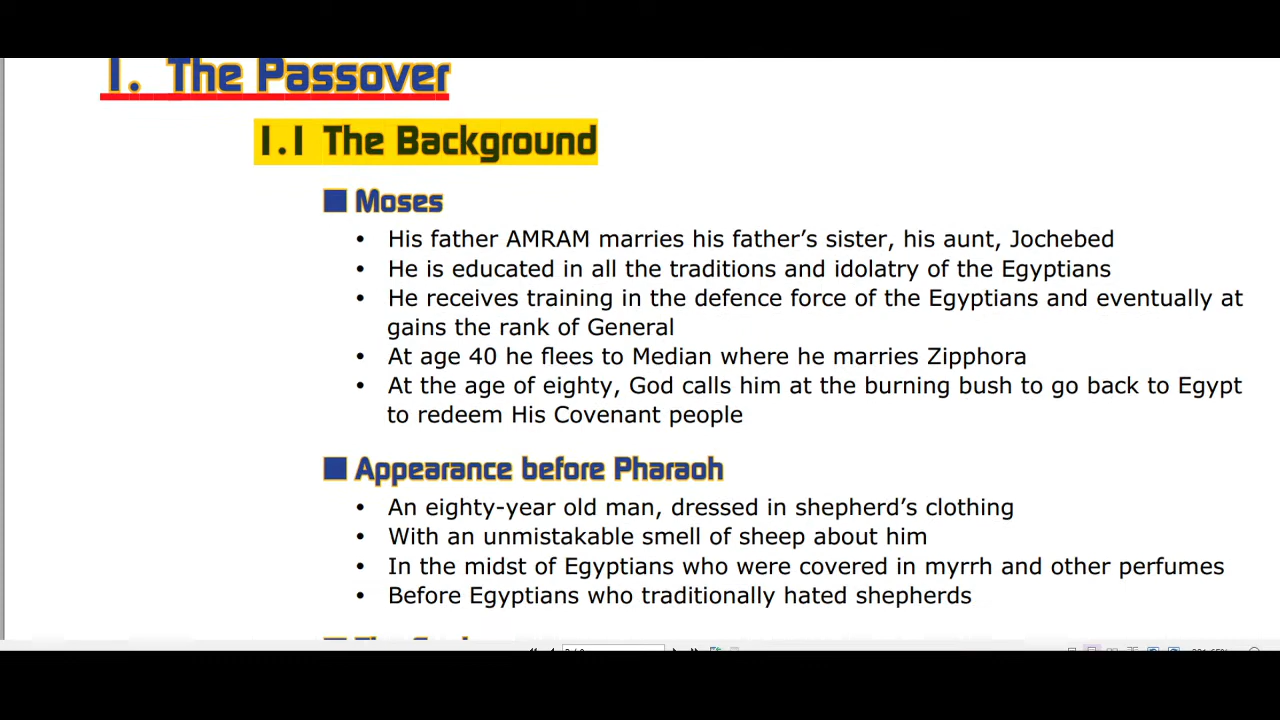 1. The Passover
1.1 The Background
Moses
• His father AMRAM marries his father’s sister, his aunt, Jochebed
• He is educated in all the traditions and idolatry of the Egyptians
• He receives training in the defence force of the Egyptians and eventually at
gains the rank of General
• At age 40 he flees to Median where he marries Zipphora
• At the age of eighty, God calls him at the burning bush to go back to Egypt
to redeem His Covenant people
Appearance before Pharaoh
• An eighty-year old man, dressed in shepherd’s clothing
• With an unmistakable smell of sheep about him
• In the midst of Egyptians who were covered in myrrh and other perfumes
• Before Egyptians who traditionally hated shepherds